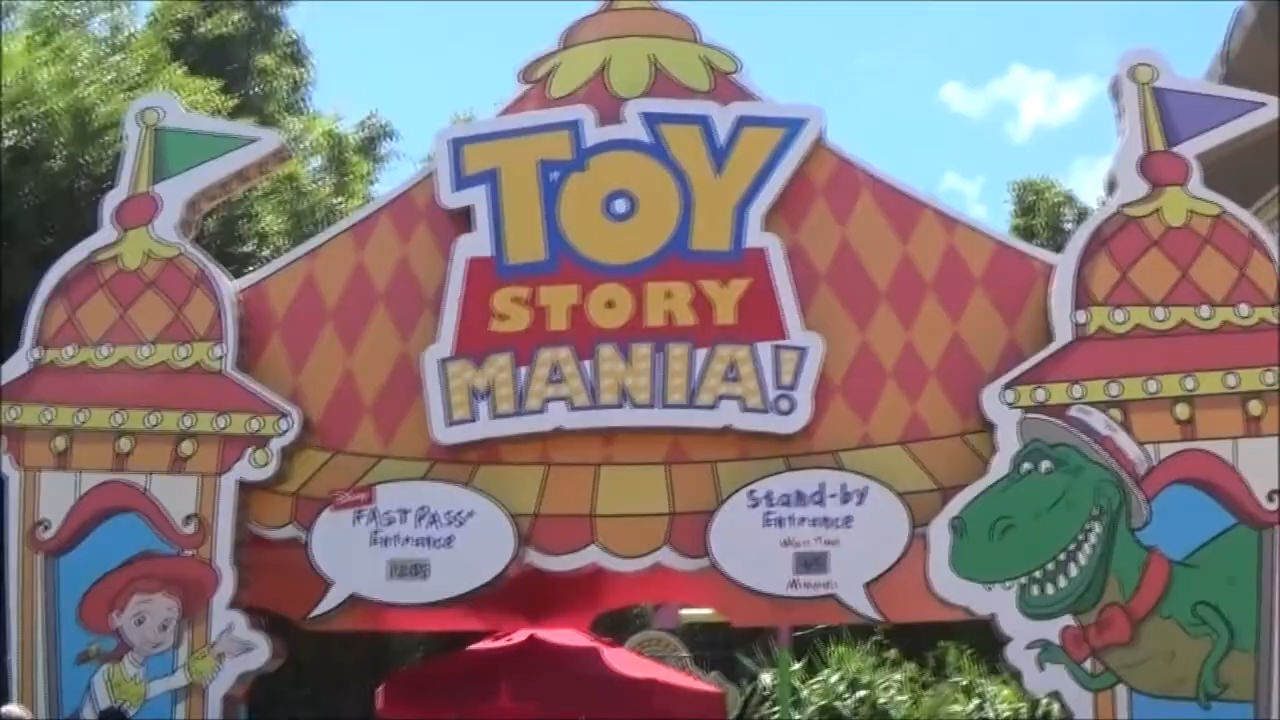 TOY
STORY
MANIA!
Disney
FASTPASS
Entrance
Stand-by
Entrance
Wait Time
Minutes